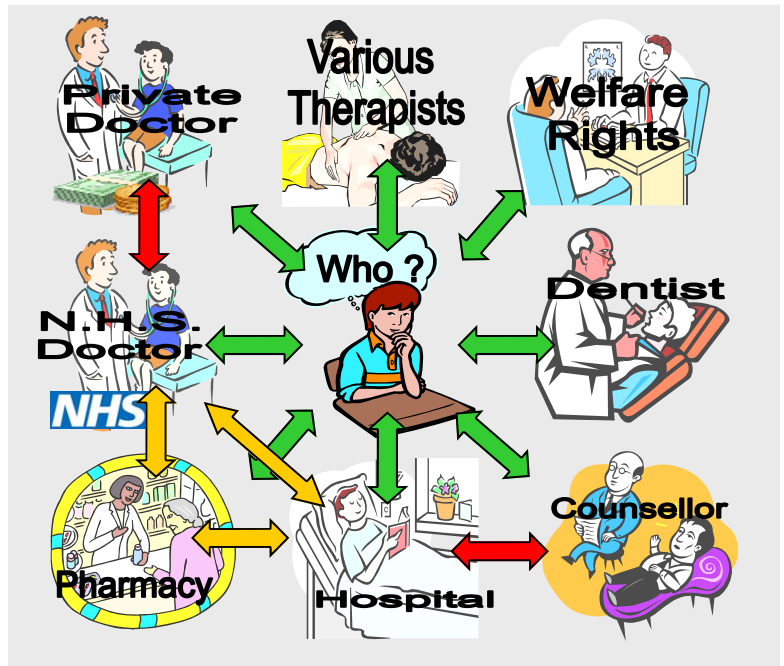 Private
Doctor
Various
Therapists
Welfare
Rights
Who ?
N.H.S.
Doctor
NHS
Dentist
Pharmacy
Hospital
Counsellor